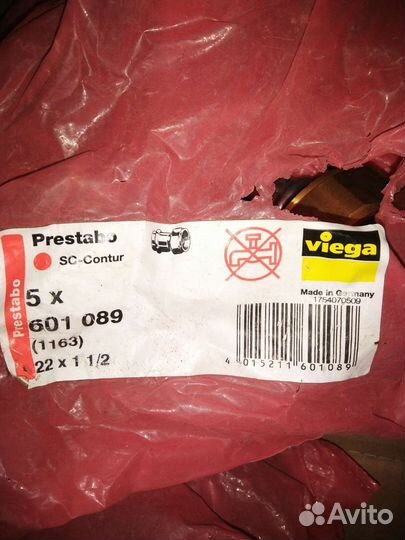 Prestabo
SC-Contur
viega
Made in Germany
1754070509
Prestabo
5 x
601 089
(1163)
22 x 1 1/2
4 015211 601089
Avito